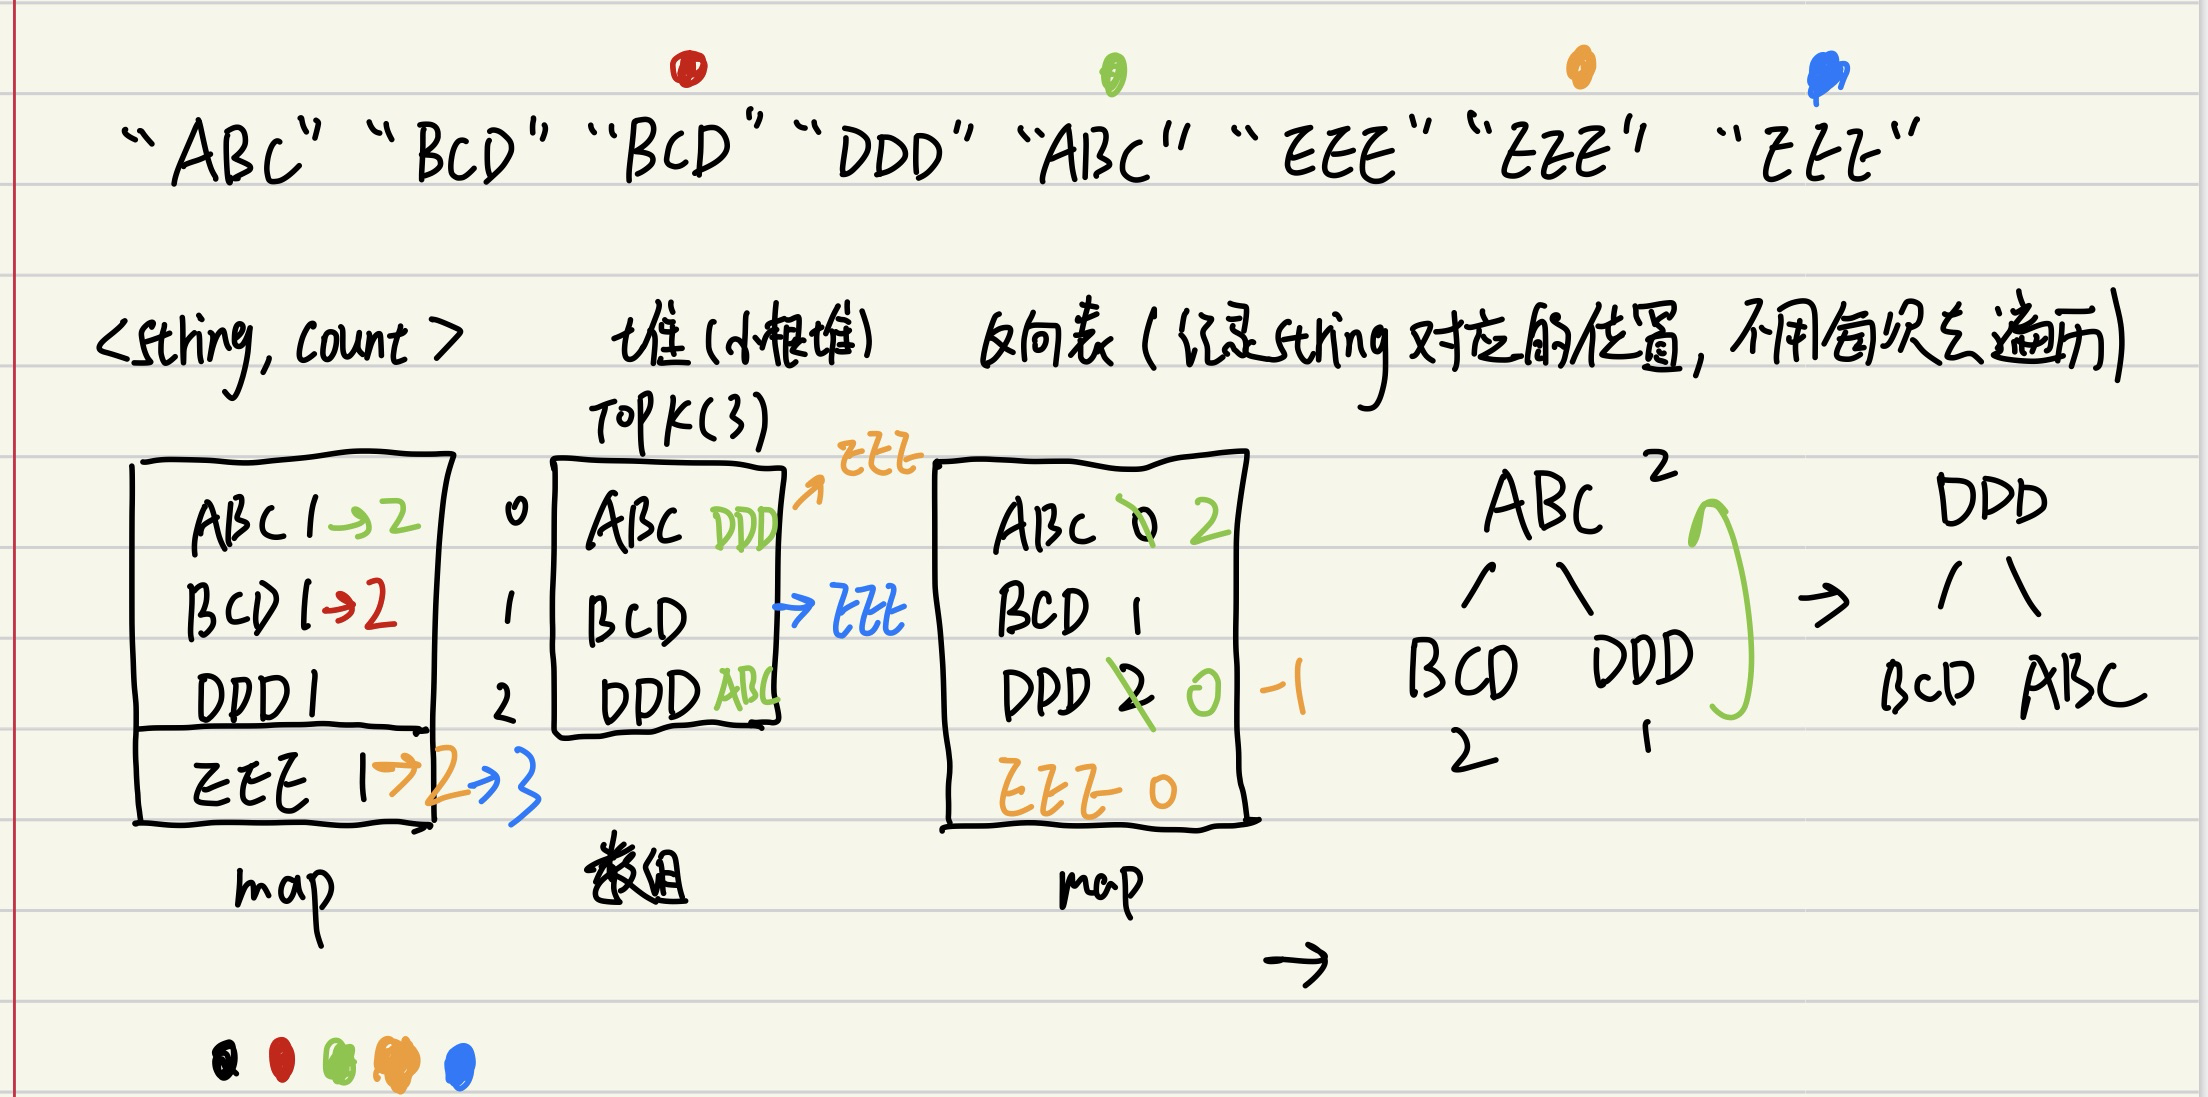 “ABC” “BCD” “BCD” “DDD” “ABC” “EEE” “EEE” “EEE”
<string, count> 堆(小根堆) 反向表(记录string对应的位置,不用每次去遍历)
TOPK(3)
EEE
ABC 1→2 0 ABC DDD ABC 0 2 ABC 2 DDD
BCD 1→2 1 BCD →EEE BCD 1 → 
DDD 1 2 DDD ABC DDD 2 0 -1 BCD DDD BCD ABC
EEE 1→2→3 EEE 0 2 1
map 数组 map
→